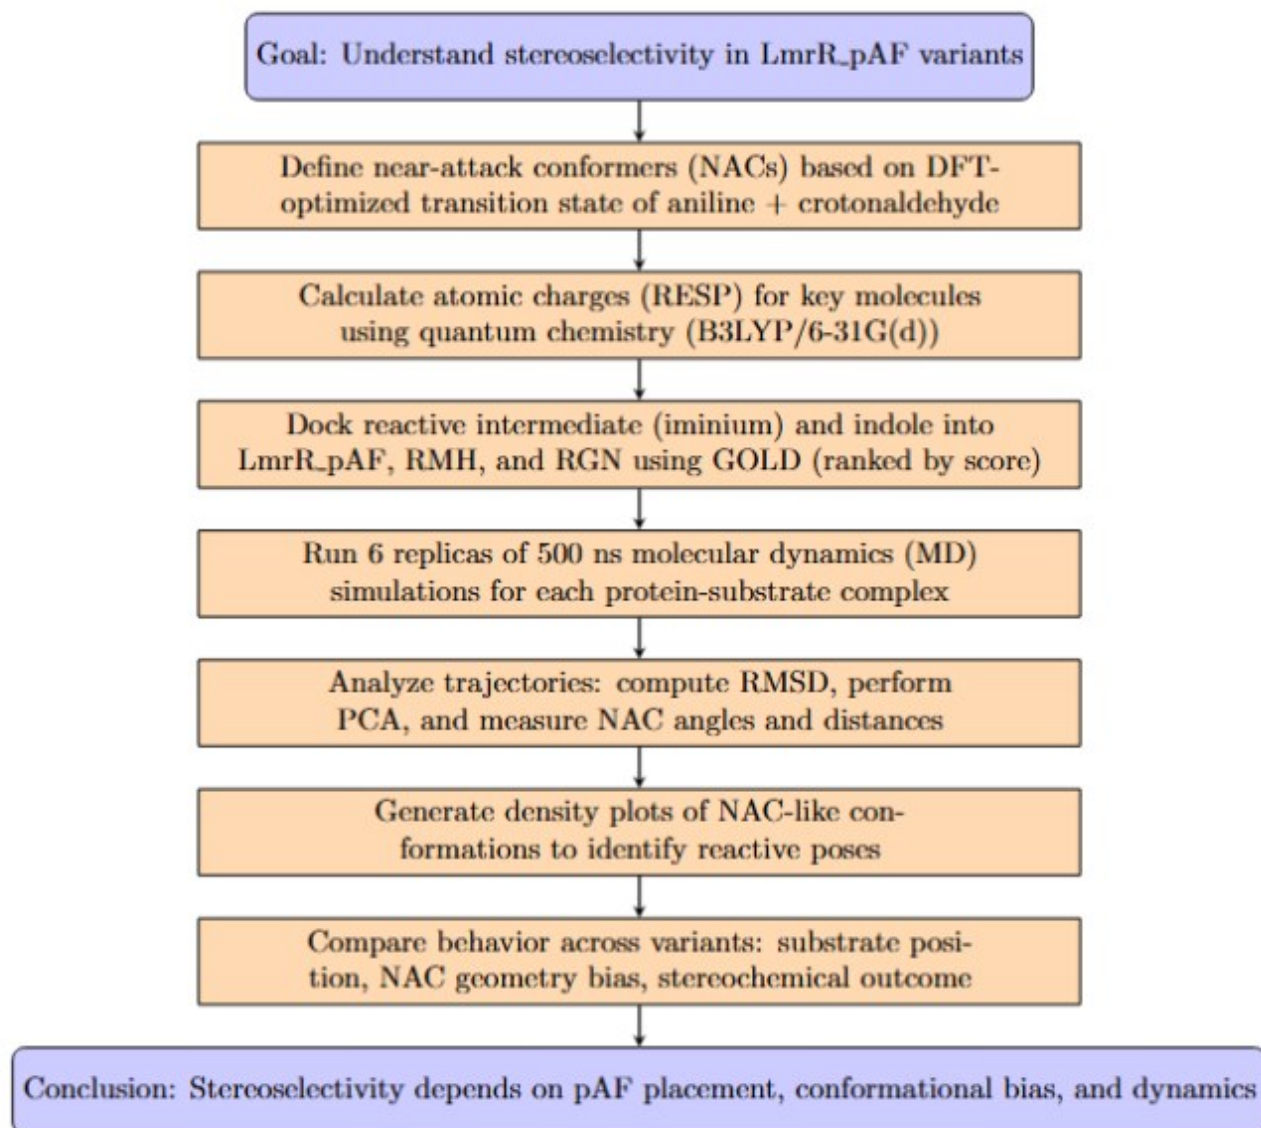 Goal: Understand stereoselectivity in LmrR_pAF variants
Define near-attack conformers (NACs) based on DFT-
optimized transition state of aniline + crotonaldehyde
Calculate atomic charges (RESP) for key molecules
using quantum chemistry (B3LYP/6-31G(d))
Dock reactive intermediate (iminium) and indole into
LmrR_pAF, RMH, and RGN using GOLD (ranked by score)
Run 6 replicas of 500 ns molecular dynamics (MD)
simulations for each protein-substrate complex
Analyze trajectories: compute RMSD, perform
PCA, and measure NAC angles and distances
Generate density plots of NAC-like con-
formations to identify reactive poses
Compare behavior across variants: substrate posi-
tion, NAC geometry bias, stereochemical outcome
Conclusion: Stereoselectivity depends on pAF placement, conformational bias, and dynamics